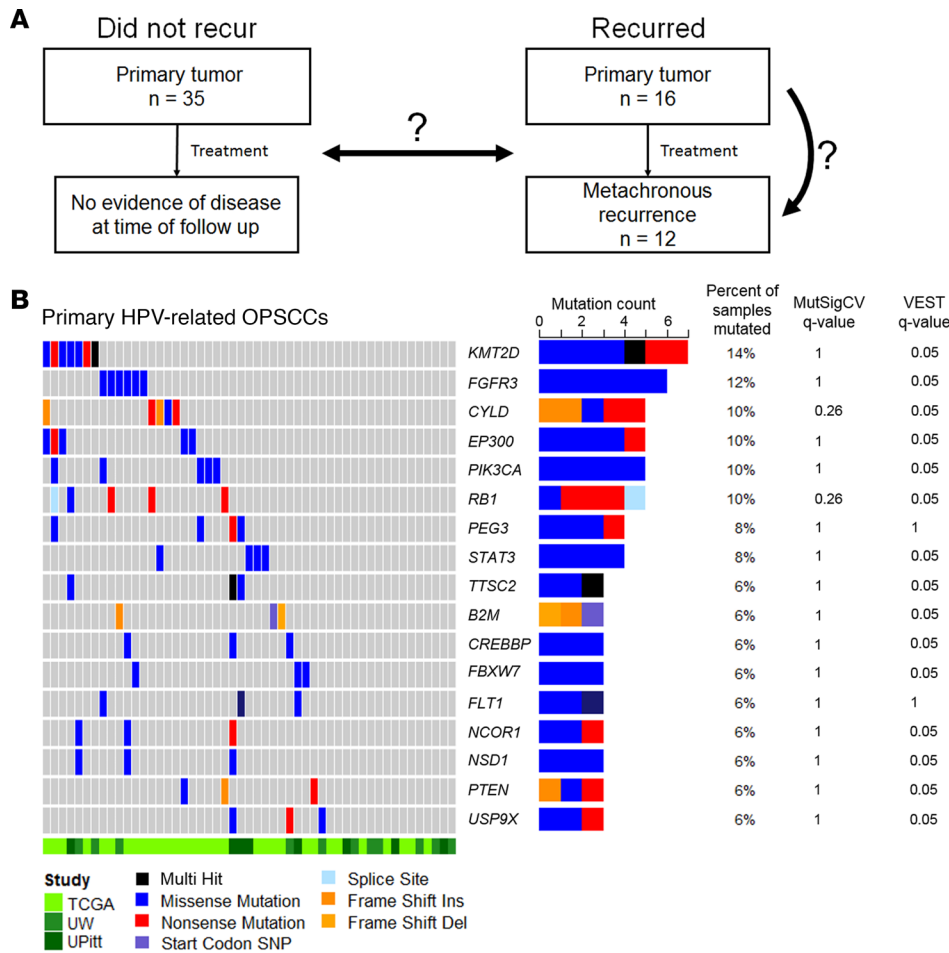 A
Did not recur
Recurred
Primary tumor
n = 35
Primary tumor
n = 16
?
Treatment
Treatment
?
No evidence of disease
at time of follow up
Metachronous
recurrence
n = 12
B
Primary HPV-related OPSCCs
Mutation count
0 2 4 6
Percent of
samples
mutated
MutSigCV
q-value
VEST
q-value
KMT2D 14% 1 0.05
FGFR3 12% 1 0.05
CYLD 10% 0.26 0.05
EP300 10% 1 0.05
PIK3CA 10% 1 0.05
RB1 10% 0.26 0.05
PEG3 8% 1 1
STAT3 8% 1 0.05
TTSC2 6% 1 0.05
B2M 6% 1 0.05
CREBBP 6% 1 0.05
FBXW7 6% 1 0.05
FLT1 6% 1 1
NCOR1 6% 1 0.05
NSD1 6% 1 0.05
PTEN 6% 1 0.05
USP9X 6% 1 0.05
Study
TCGA
UW
UPitt
Multi Hit
Missense Mutation
Nonsense Mutation
Start Codon SNP
Splice Site
Frame Shift Ins
Frame Shift Del